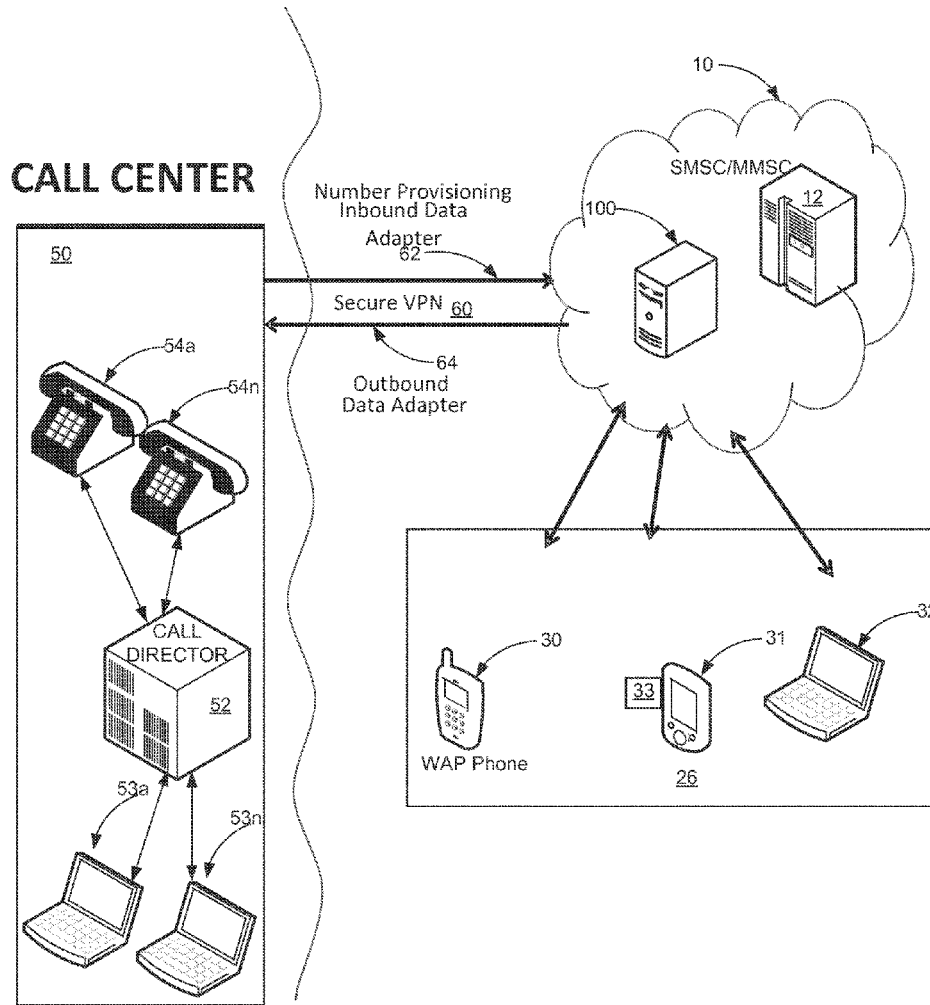 10
SMSC/MMSC
12
100
CALL CENTER
Number Provisioning
Inbound Data
Adapter
62
50
Secure VPN 60
64
Outbound
Data Adapter
54a
54n
CALL
DIRECTOR
52
53a
53n
30
WAP Phone
33
31
32
26